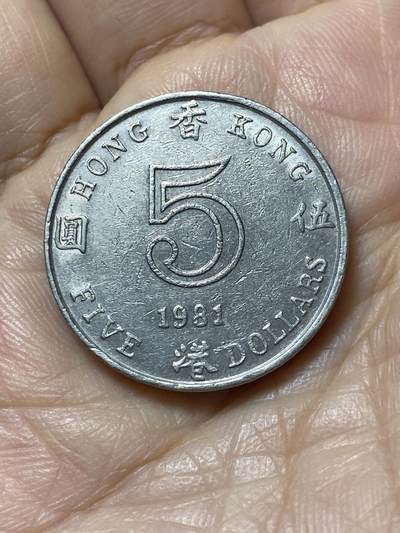 HONG 香 KONG
圓 5 伍
1981
FIVE 港 DOLLARS